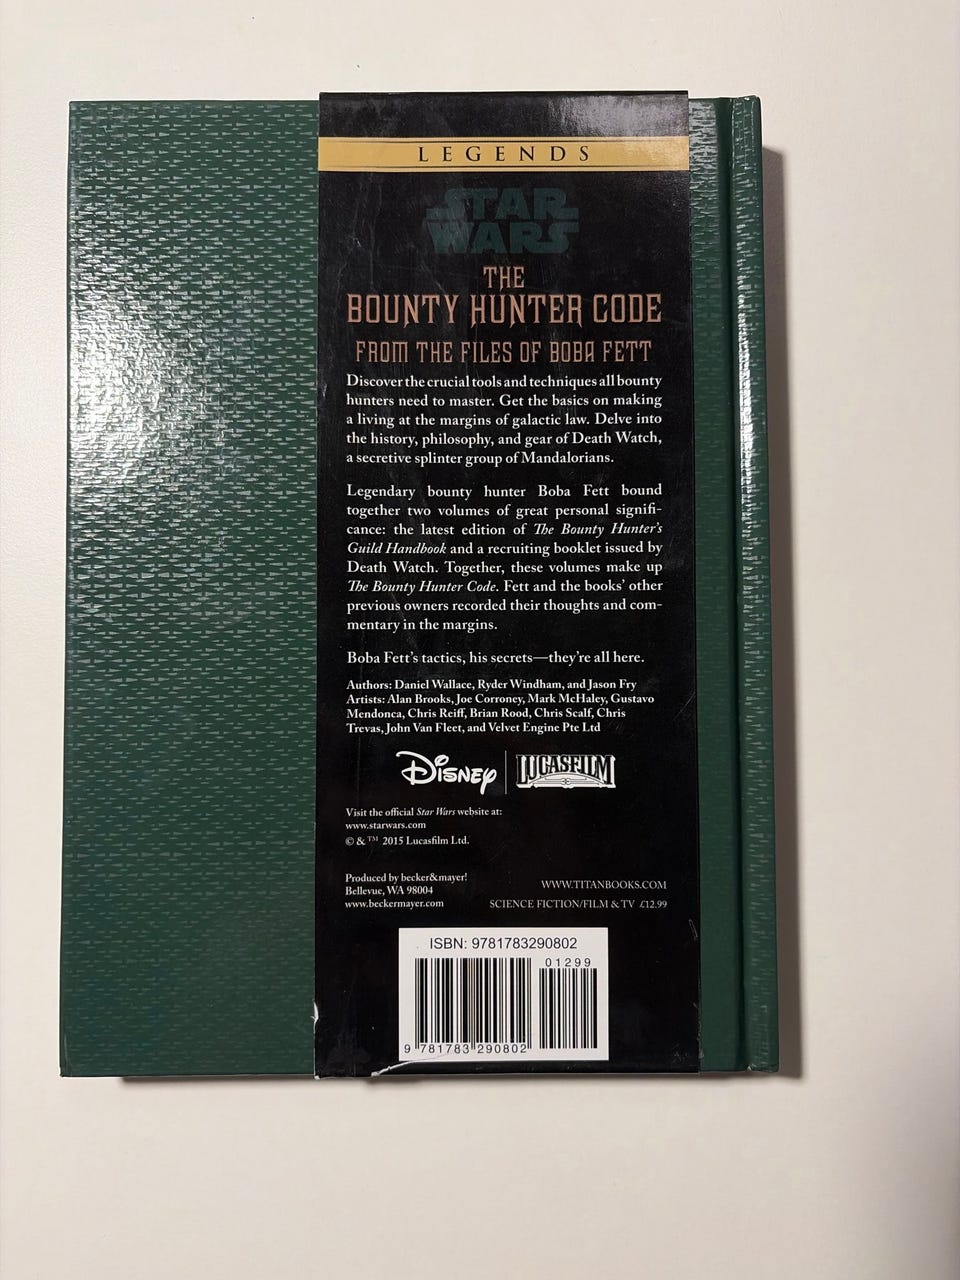 LEGENDS
STAR
WARS
THE
BOUNTY HUNTER CODE
FROM THE FILES OF BOBA FETT
Discover the crucial tools and techniques all bounty
hunters need to master. Get the basics on making
a living at the margins of galactic law. Delve into
the history, philosophy, and gear of Death Watch,
a secretive splinter group of Mandalorians.
Legendary bounty hunter Boba Fett bound
together two volumes of great personal signifi-
cance: the latest edition of The Bounty Hunter's
Guild Handbook and a recruiting booklet issued by
Death Watch. Together, these volumes make up
The Bounty Hunter Code. Fett and the books' other
previous owners recorded their thoughts and com-
mentary in the margins.
Boba Fett's tactics, his secrets—they're all here.
Authors: Daniel Wallace, Ryder Windham, and Jason Fry
Artists: Alan Brooks, Joe Corroney, Mark McHaley, Gustavo
Mendonca, Chris Reiff, Brian Rood, Chris Scalf, Chris
Trevas, John Van Fleet, and Velvet Engine Pte Ltd
DISNEY LUCASFILM
Visit the official Star Wars website at:
www.starwars.com
© & ™ 2015 Lucasfilm Ltd.
Produced by becker&mayer!
Bellevue, WA 98004
www.beckermayer.com
WWW.TITANBOOKS.COM
SCIENCE FICTION/FILM & TV £12.99
ISBN: 9781783290802
01299
9 781783 290802